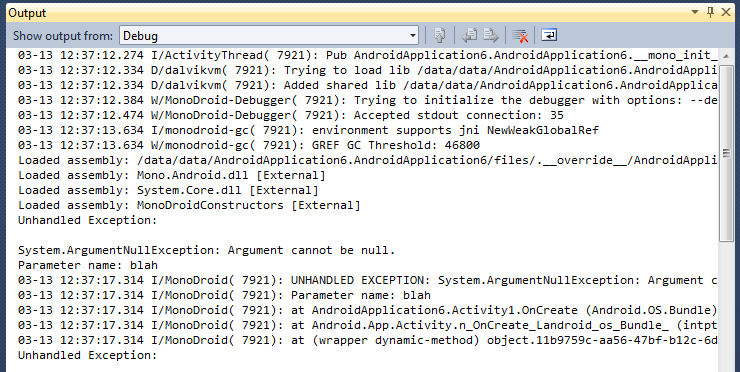 Output
Show output from: Debug
03-13 12:37:12.274 I/ActivityThread( 7921): Pub AndroidApplication6.AndroidApplication6.__mono_init_
03-13 12:37:12.334 D/dalvikvm( 7921): Trying to load lib /data/data/AndroidApplication6.AndroidAppli
03-13 12:37:12.334 D/dalvikvm( 7921): Added shared lib /data/data/AndroidApplication6.AndroidApplica
03-13 12:37:12.384 W/MonoDroid-Debugger( 7921): Trying to initialize the debugger with options: --de
03-13 12:37:12.474 W/MonoDroid-Debugger( 7921): Accepted stdout connection: 35
03-13 12:37:13.634 I/monodroid-gc( 7921): environment supports jni NewWeakGlobalRef
03-13 12:37:13.634 W/monodroid-gc( 7921): GREF GC Threshold: 46800
Loaded assembly: /data/data/AndroidApplication6.AndroidApplication6/files/.__override__/AndroidAppli
Loaded assembly: Mono.Android.dll [External]
Loaded assembly: System.Core.dll [External]
Loaded assembly: MonoDroidConstructors [External]
Unhandled Exception:
System.ArgumentNullException: Argument cannot be null.
Parameter name: blah
03-13 12:37:17.314 I/MonoDroid( 7921): UNHANDLED EXCEPTION: System.ArgumentNullException: Argument c
03-13 12:37:17.314 I/MonoDroid( 7921): Parameter name: blah
03-13 12:37:17.314 I/MonoDroid( 7921): at AndroidApplication6.Activity1.OnCreate (Android.OS.Bundle)
03-13 12:37:17.314 I/MonoDroid( 7921): at Android.App.Activity.n_OnCreate_Landroid_os_Bundle_ (intpt
03-13 12:37:17.314 I/MonoDroid( 7921): at (wrapper dynamic-method) object.11b9759c-aa56-47bf-b12c-6d
Unhandled Exception: